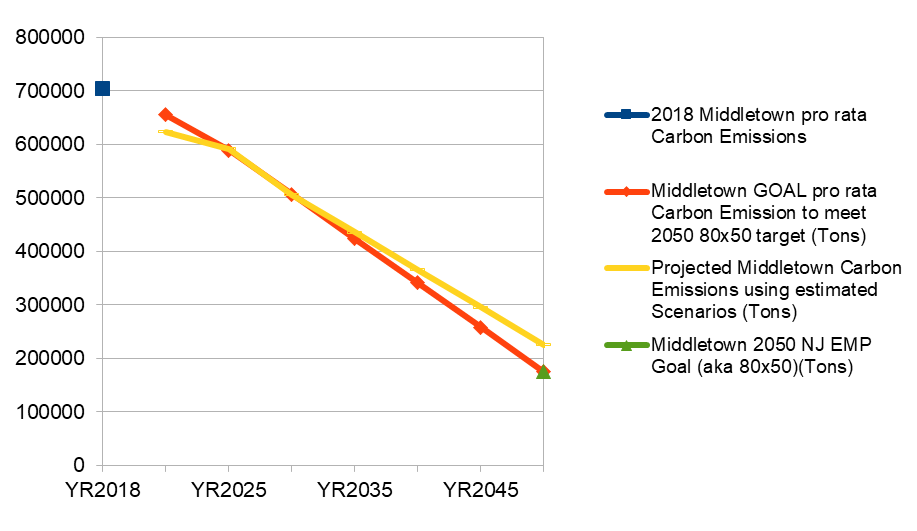 800000
700000
600000
500000
400000
300000
200000
100000
0
YR2018
YR2025
YR2035
YR2045
2018 Middletown pro rata
Carbon Emissions
Middletown GOAL pro rata
Carbon Emission to meet
2050 80x50 target (Tons)
Projected Middletown Carbon
Emissions using estimated
Scenarios (Tons)
Middletown 2050 NJ EMP
Goal (aka 80x50)(Tons)